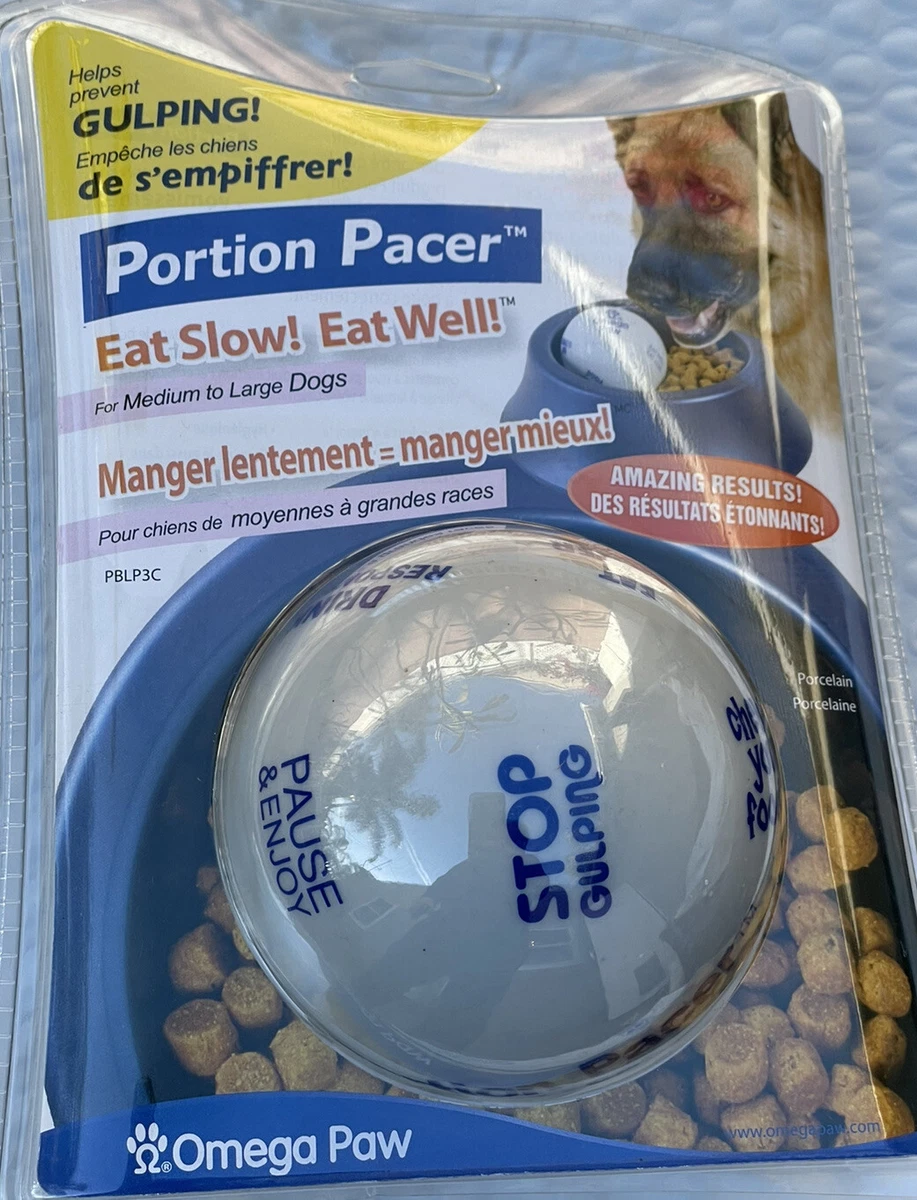 Helps
prevent
GULPING!
Empêche les chiens
de s'empiffrer!
Portion Pacer™
Eat Slow! Eat Well!™
For Medium to Large Dogs
Manger lentement = manger mieux!
Pour chiens de moyennes à grandes races
AMAZING RESULTS!
DES RÉSULTATS ÉTONNANTS!
PBLP3C
Porcelain
Porcelaine
DRINK
PAUSE
& ENJOY
STOP
GULPING
Omega Paw®
www.omegapaw.com